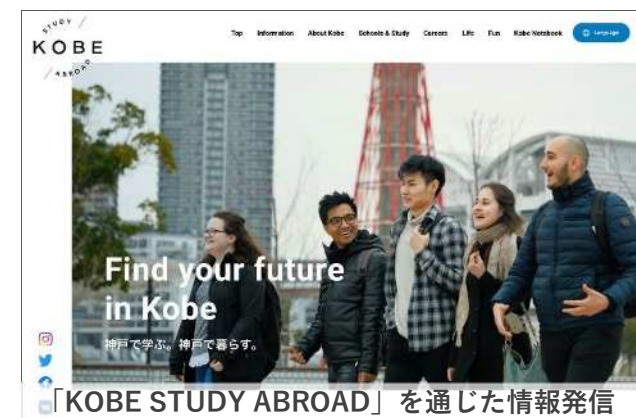 STUDY
KOBE
ABROAD
Top Information About Kobe Schools & Study Careers Life Fun Kobe Notebook Language
Find your future
in Kobe
神戸で学ぶ。神戸で暮らす。
「KOBE STUDY ABROAD」を通じた情報発信